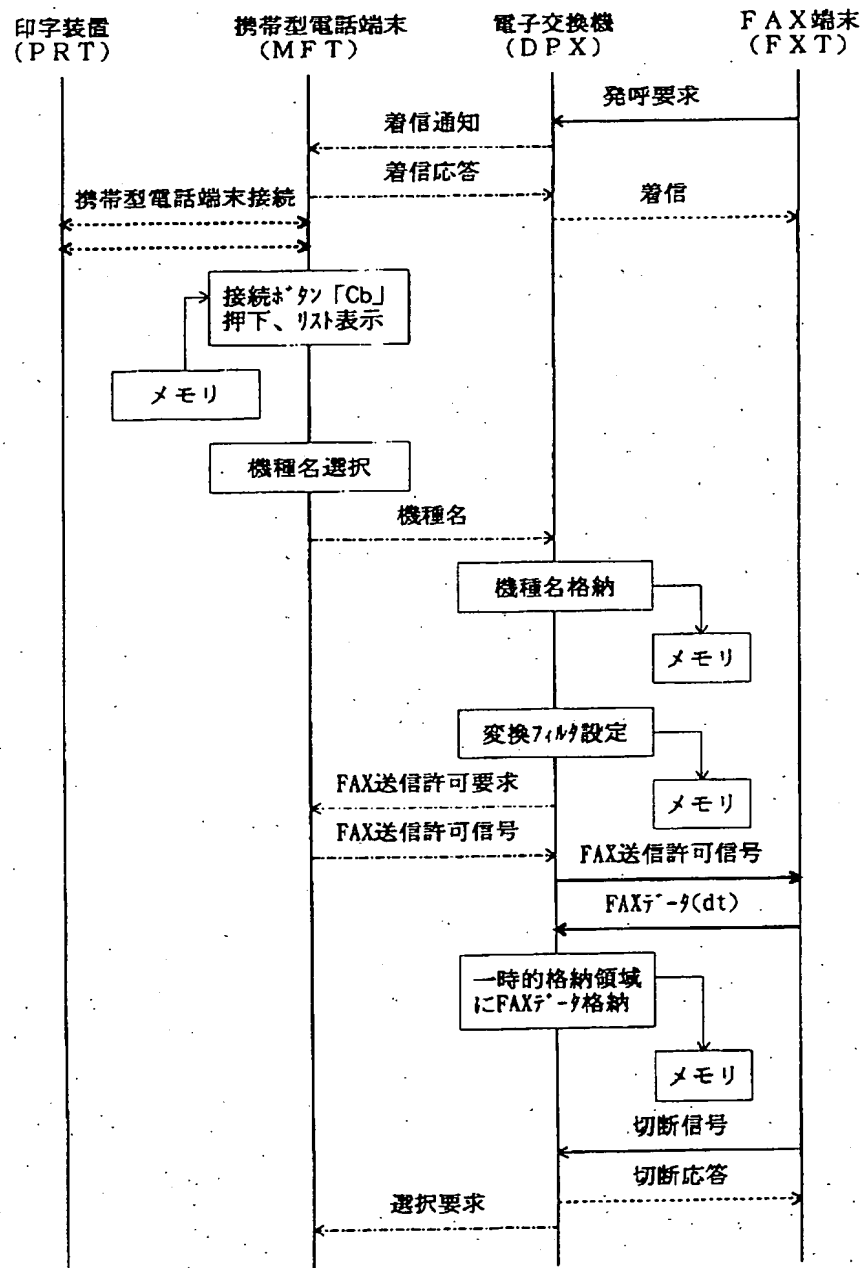 印字装置
(PRT)
携帯型電話端末
(MFT)
電子交換機
(DPX)
FAX端末
(FXT)
発呼要求
着信通知
着信応答
携帯型電話端末接続
着信
接続ボタン「Cb」
押下、リスト表示
メモリ
機種名選択
機種名
機種名格納
メモリ
変換フィルタ設定
メモリ
FAX送信許可要求
FAX送信許可信号
FAX送信許可信号
FAXデータ(dt)
一時的格納領域
にFAXデータ格納
メモリ
切断信号
切断応答
選択要求